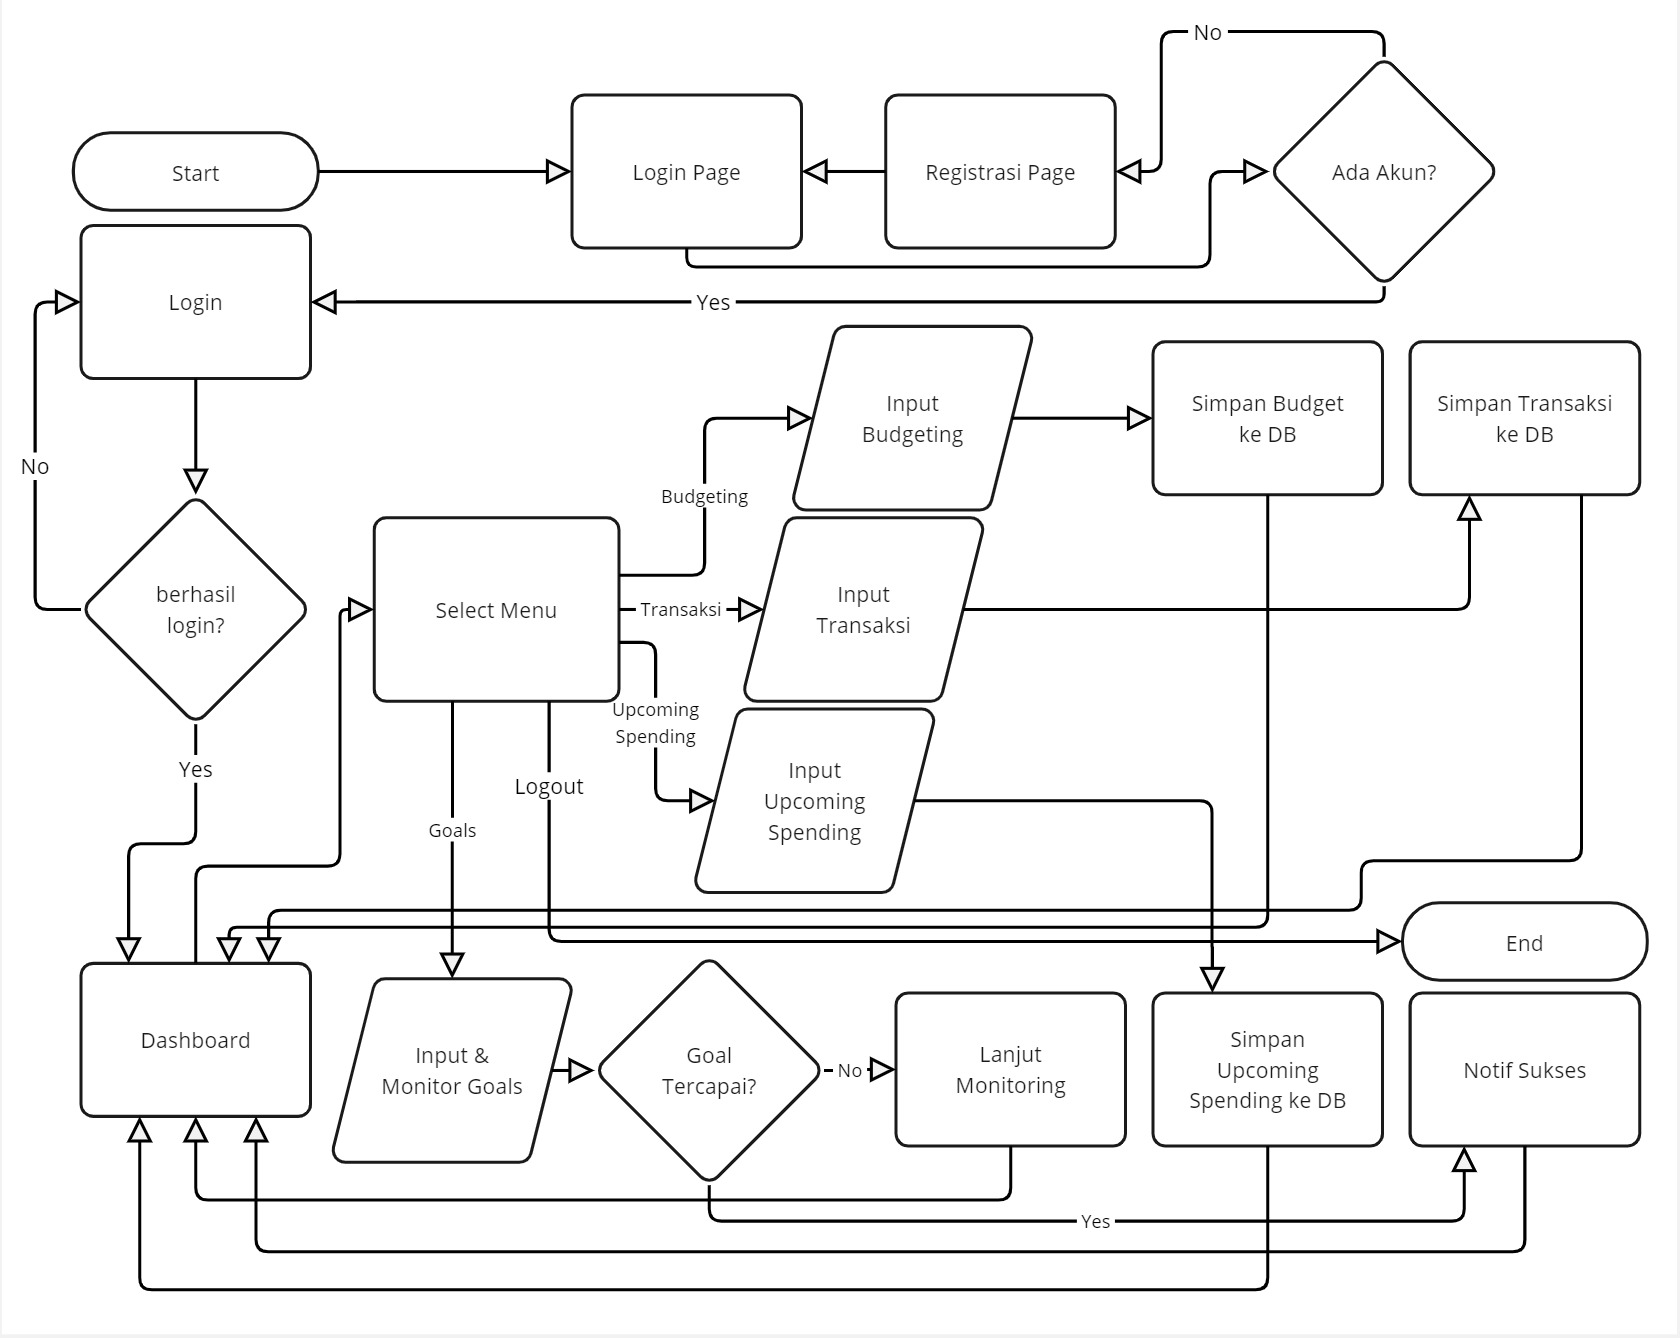 No
Start
Login Page
Registrasi Page
Ada Akun?
Login
Yes
No
Input
Budgeting
Simpan Budget
ke DB
Simpan Transaksi
ke DB
Budgeting
berhasil
login?
Select Menu
Transaksi
Input
Transaksi
Upcoming
Spending
Yes
Logout
Goals
Input
Upcoming
Spending
End
Dashboard
Input &
Monitor Goals
Goal
Tercapai?
No
Lanjut
Monitoring
Simpan
Upcoming
Spending ke DB
Notif Sukses
Yes